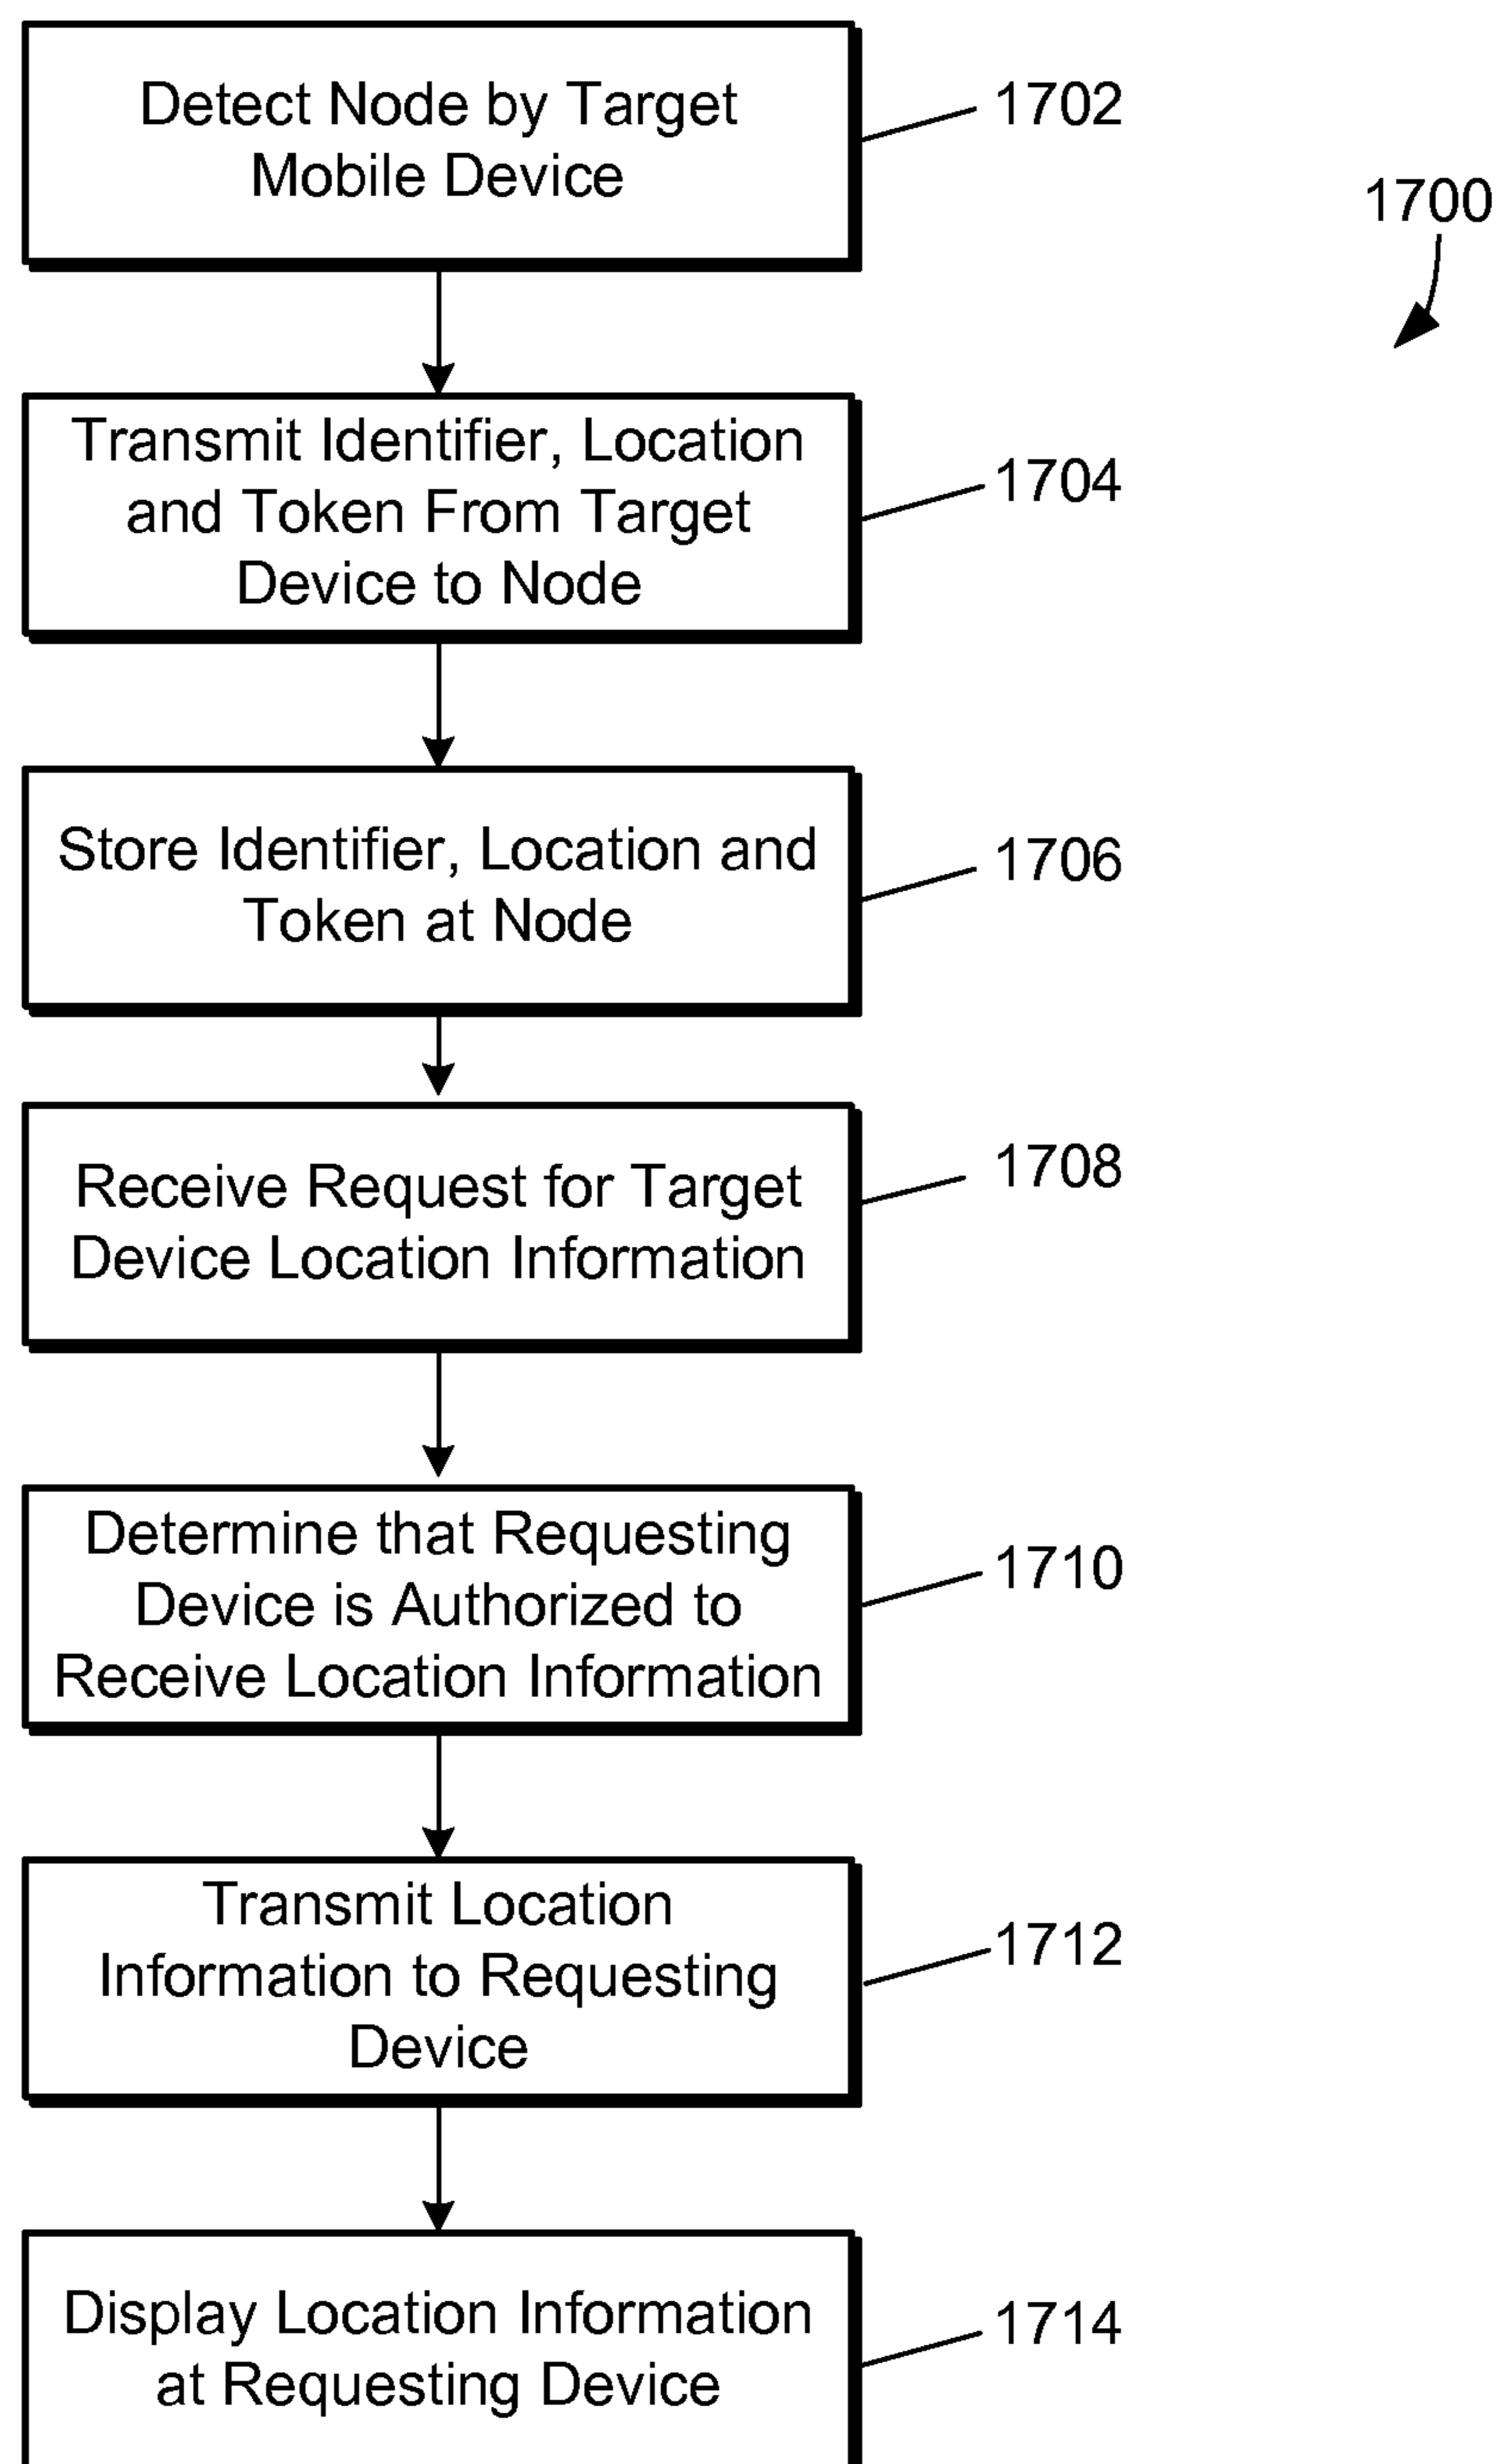 Detect Node by Target
Mobile Device
1702
1700
Transmit Identifier, Location
and Token From Target
Device to Node
1704
Store Identifier, Location and
Token at Node
1706
Receive Request for Target
Device Location Information
1708
Determine that Requesting
Device is Authorized to
Receive Location Information
1710
Transmit Location
Information to Requesting
Device
1712
Display Location Information
at Requesting Device
1714